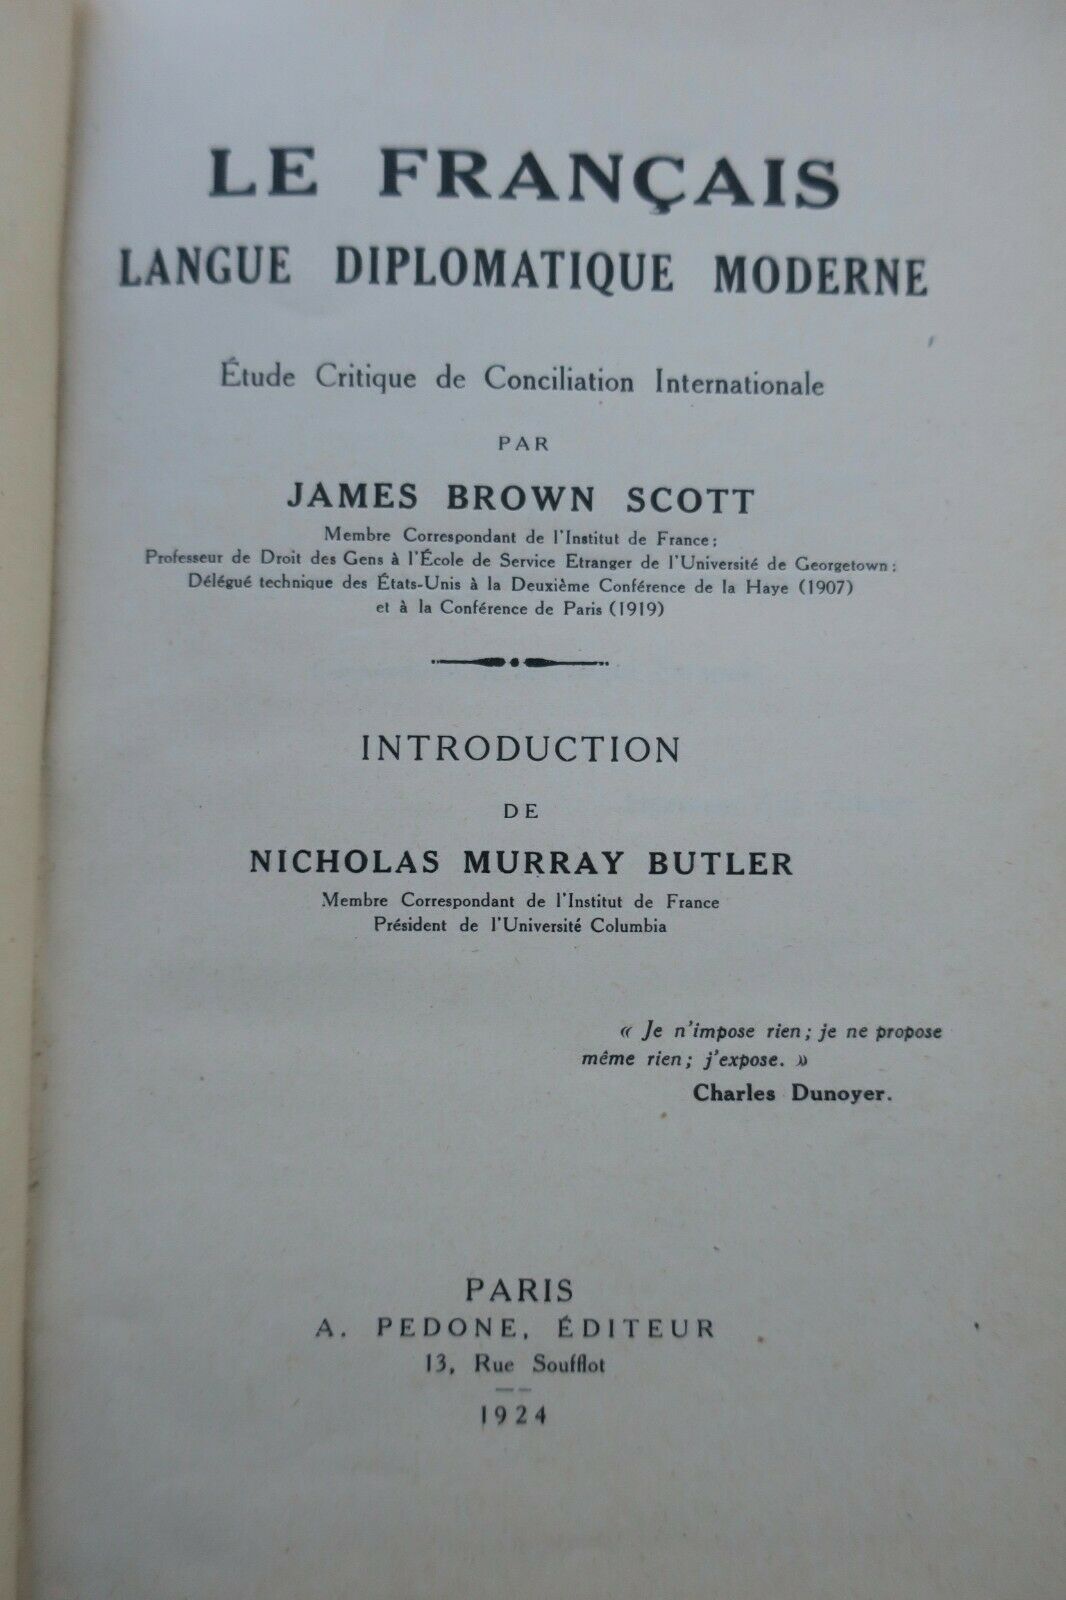 LE FRANÇAIS
LANGUE DIPLOMATIQUE MODERNE
Étude Critique de Conciliation Internationale
PAR
JAMES BROWN SCOTT
Membre Correspondant de l'Institut de France;
Professeur de Droit des Gens à l'École de Service Etranger de l'Université de Georgetown;
Délégué technique des États-Unis à la Deuxième Conférence de la Haye (1907)
et à la Conférence de Paris (1919)
INTRODUCTION
DE
NICHOLAS MURRAY BUTLER
Membre Correspondant de l'Institut de France
Président de l'Université Columbia
« Je n'impose rien; je ne propose
même rien; j'expose. »
Charles Dunoyer.
PARIS
A. PEDONE, ÉDITEUR
13, Rue Soufflot
1924